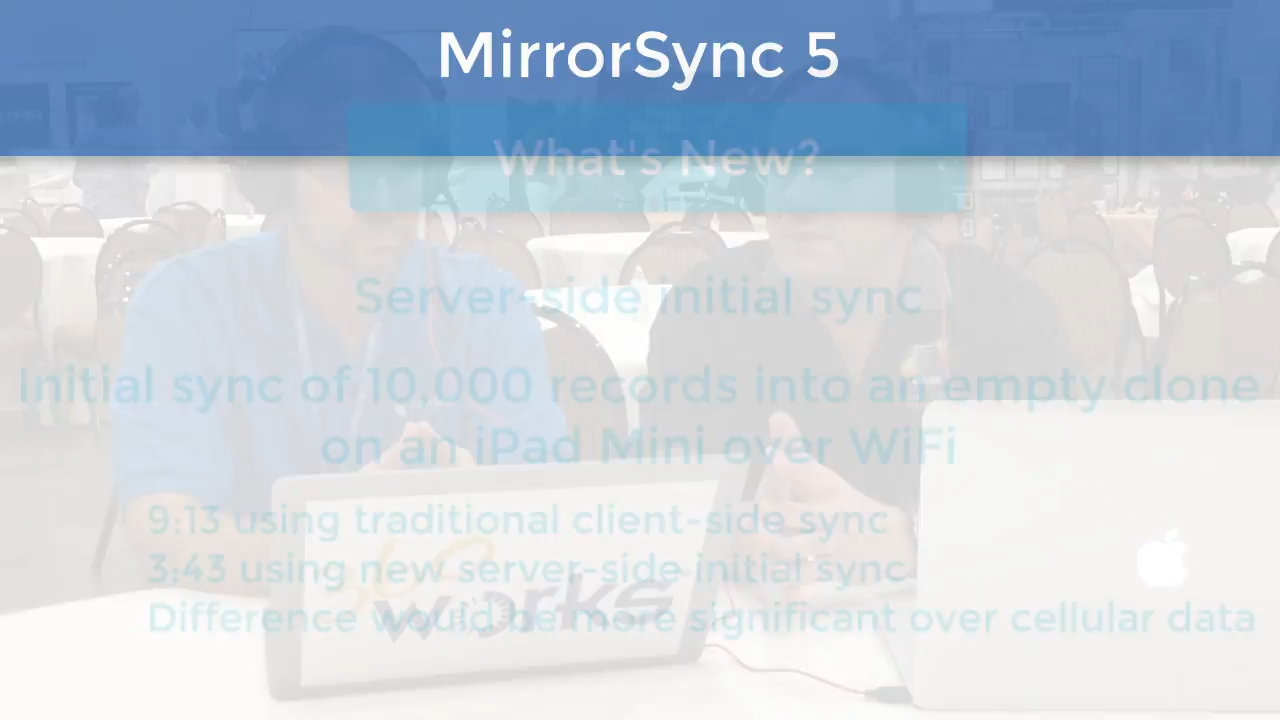 MirrorSync 5
What's New?
Server-side initial sync
Initial sync of 10,000 records into an empty clone
on an iPad Mini over WiFi
9:13 using traditional client-side sync
3:43 using new server-side initial sync
Difference would be more significant over cellular data
360
works